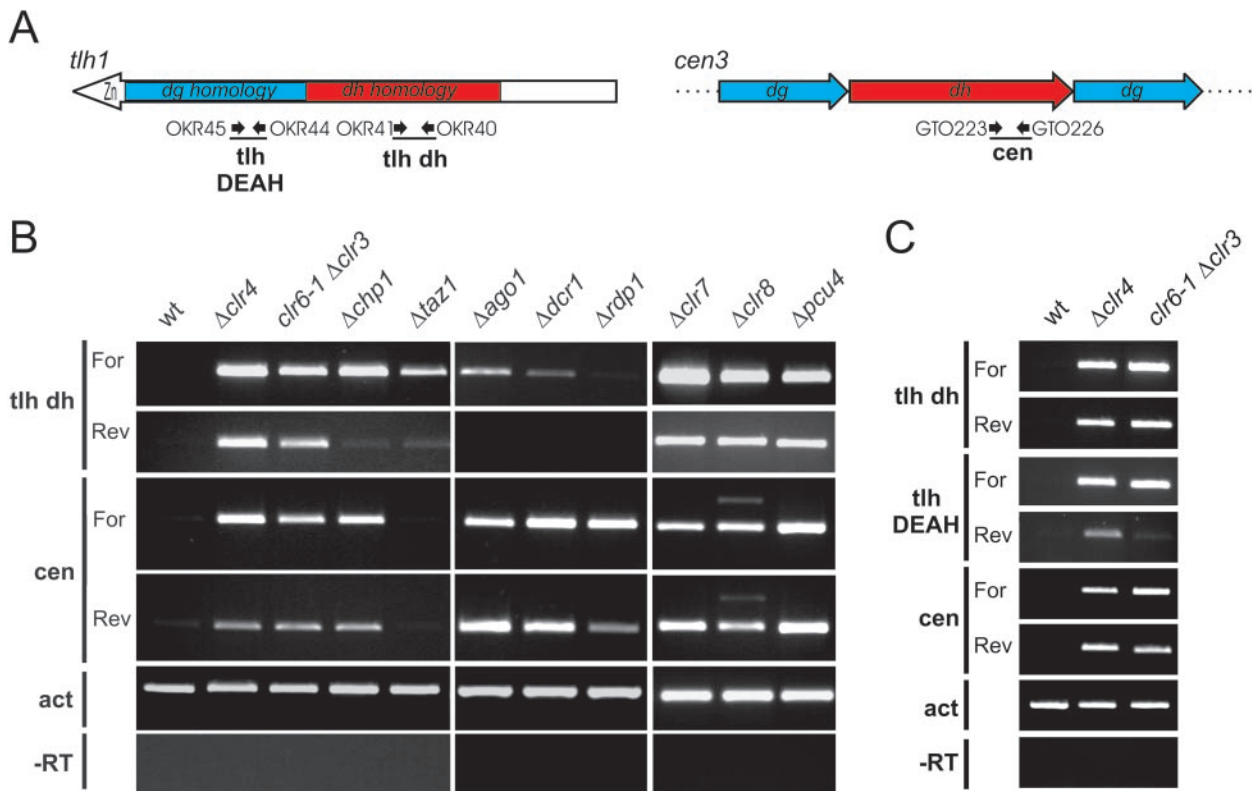 A
tlh1
Zn
dg homology
dh homology
OKR45
OKR44
OKR41
OKR40
tlh
DEAH
tlh dh
cen3
dg
dh
dg
GTO223
GTO226
cen
B
wt
Δclr4
clr6-1 Δclr3
Δchp1
Δtaz1
Δago1
Δdcr1
Δrdp1
Δclr7
Δclr8
Δpcu4
tlh dh
For
Rev
cen
For
Rev
act
-RT
C
wt
Δclr4
clr6-1 Δclr3
tlh dh
For
Rev
tlh
DEAH
For
Rev
cen
For
Rev
act
-RT